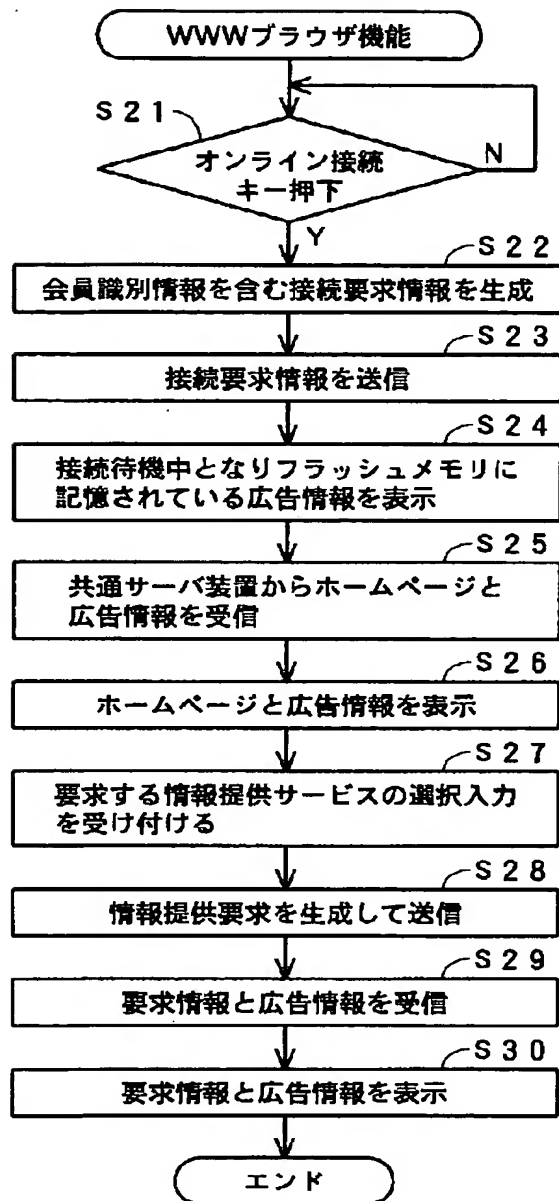 WWWブラウザ機能
S21
オンライン接続
キー押下
N
Y
S22
会員識別情報を含む接続要求情報を生成
S23
接続要求情報を送信
S24
接続待機中となりフラッシュメモリに
記憶されている広告情報を表示
S25
共通サーバ装置からホームページと
広告情報を受信
S26
ホームページと広告情報を表示
S27
要求する情報提供サービスの選択入力
を受け付ける
S28
情報提供要求を生成して送信
S29
要求情報と広告情報を受信
S30
要求情報と広告情報を表示
エンド